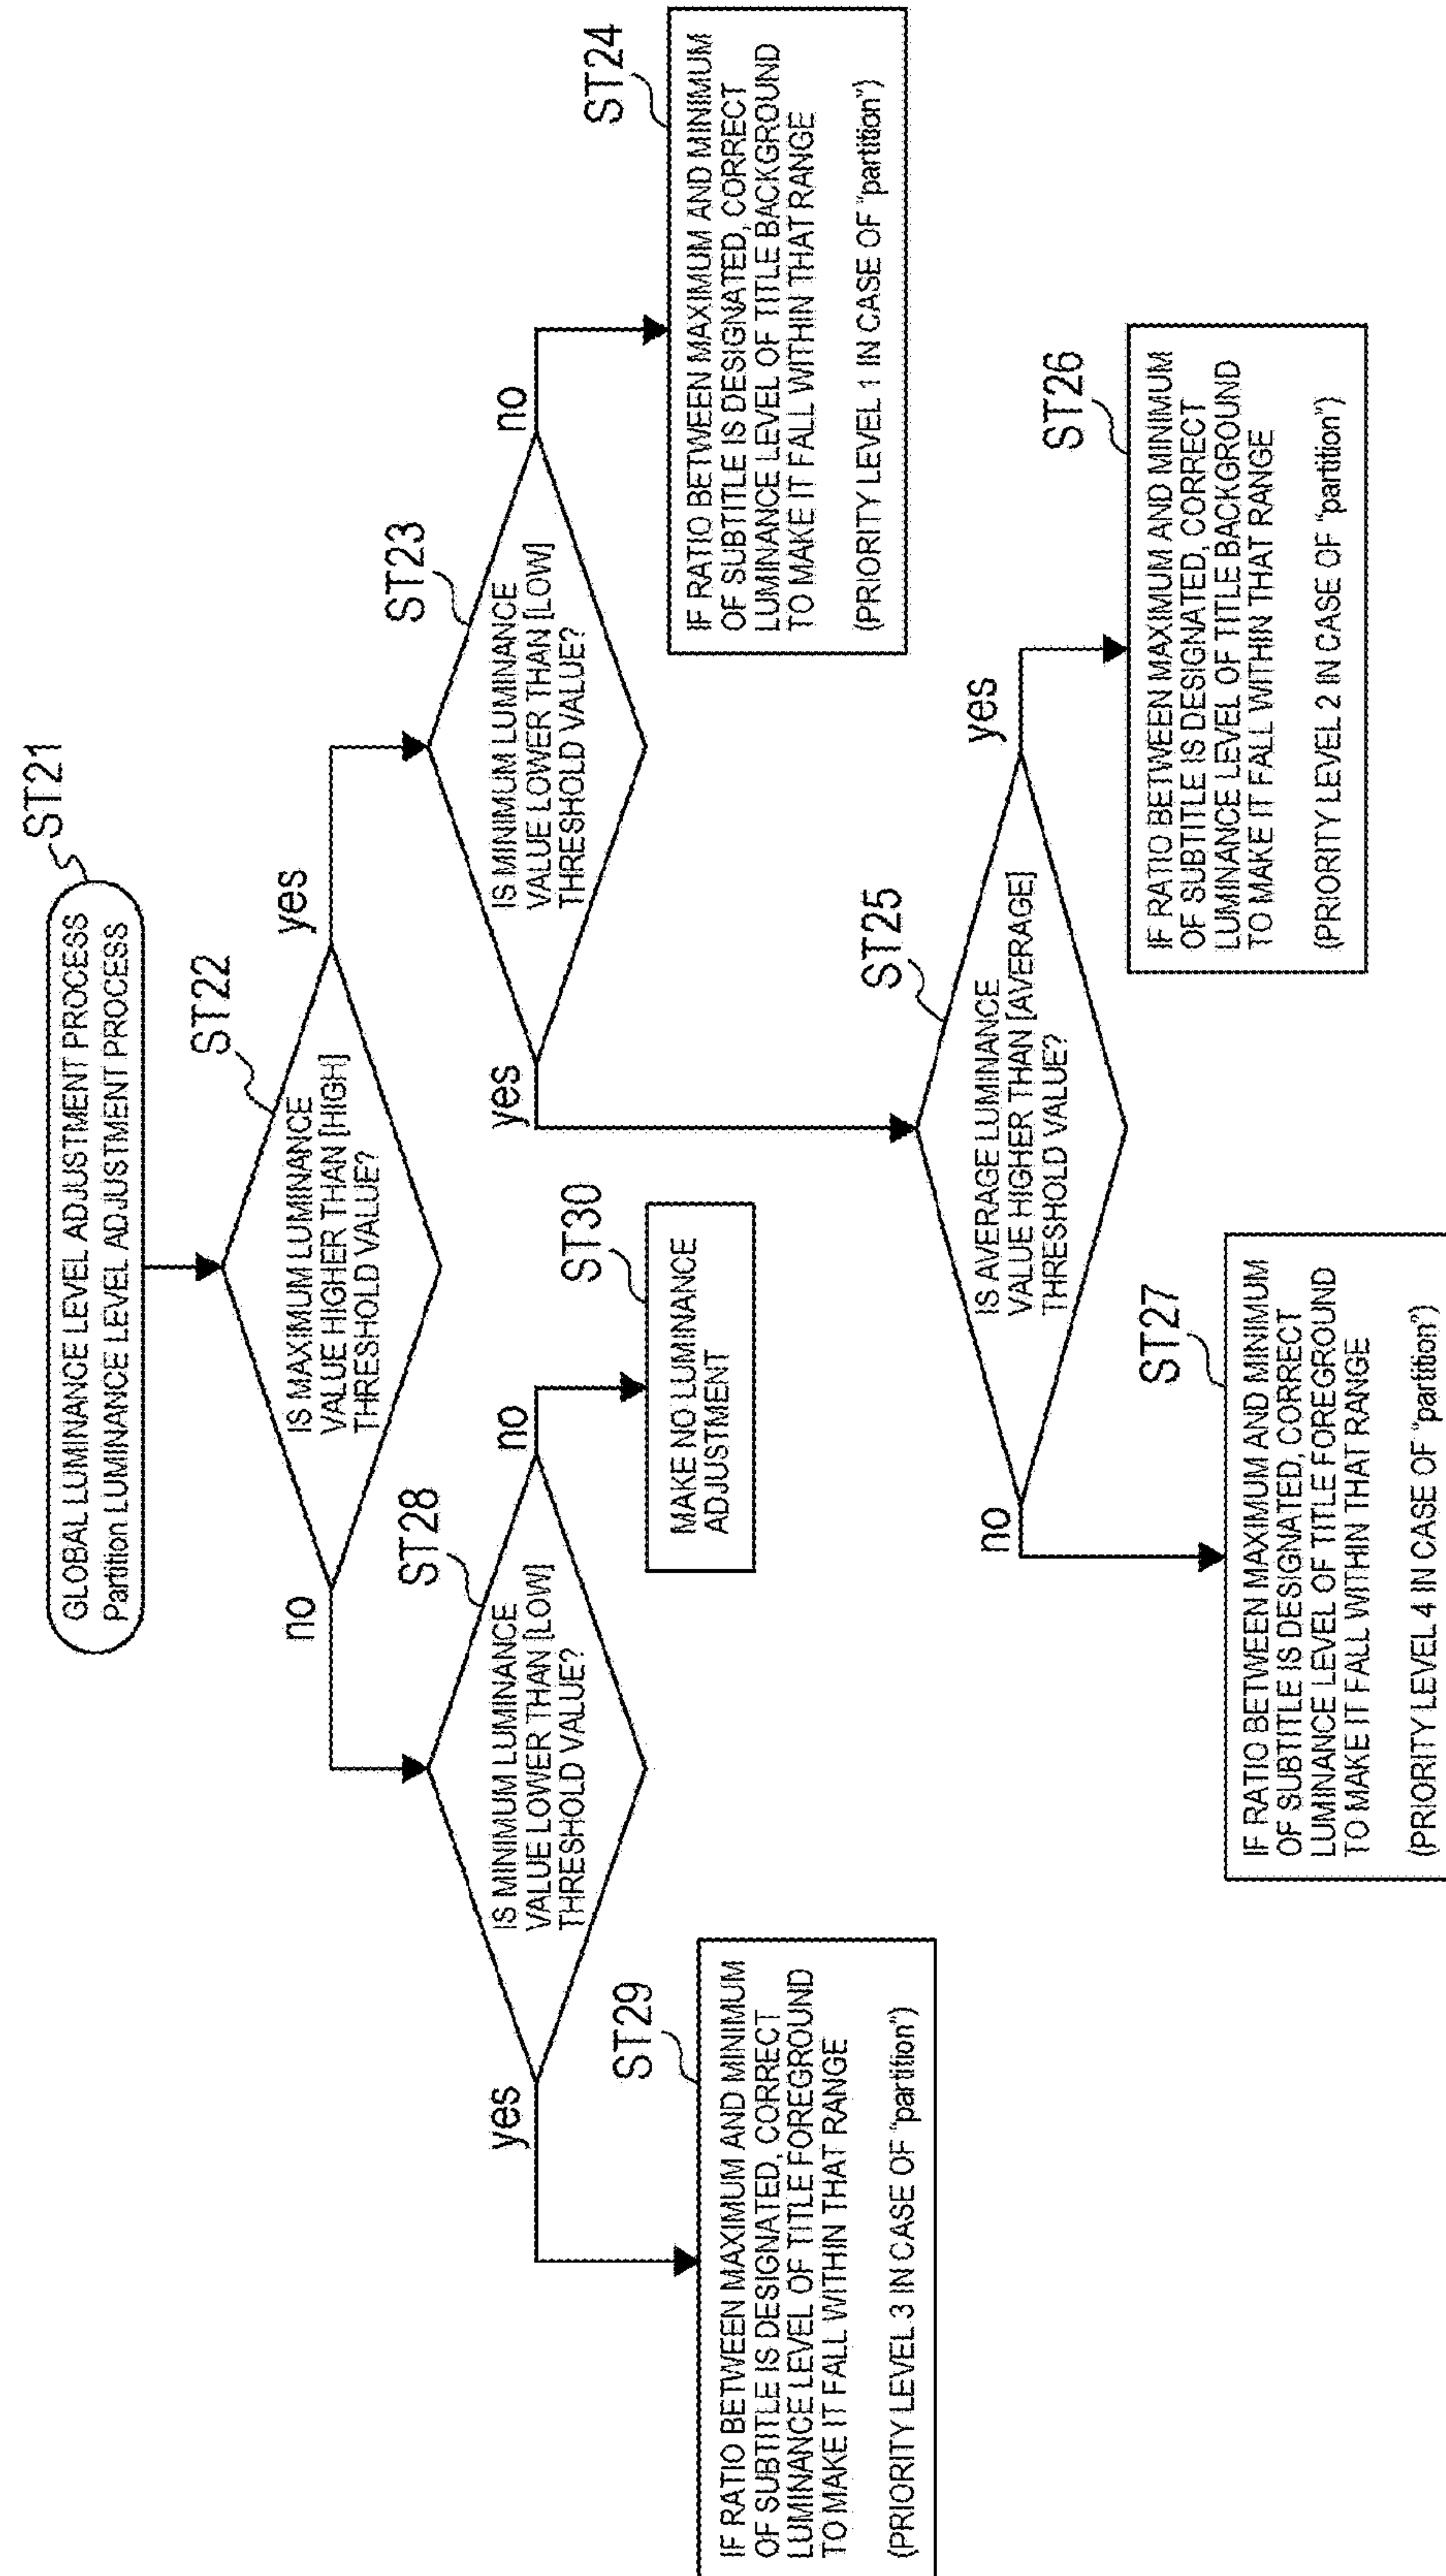 ST21
GLOBAL LUMINANCE LEVEL ADJUSTMENT PROCESS
Partition LUMINANCE LEVEL ADJUSTMENT PROCESS
ST22
IS MAXIMUM LUMINANCE
VALUE HIGHER THAN [HIGH]
THRESHOLD VALUE?
no
yes
ST28
IS MINIMUM LUMINANCE
VALUE LOWER THAN [LOW]
THRESHOLD VALUE?
yes
no
ST23
IS MINIMUM LUMINANCE
VALUE LOWER THAN [LOW]
THRESHOLD VALUE?
yes
no
ST29
IF RATIO BETWEEN MAXIMUM AND MINIMUM
OF SUBTITLE IS DESIGNATED, CORRECT
LUMINANCE LEVEL OF TITLE FOREGROUND
TO MAKE IT FALL WITHIN THAT RANGE
(PRIORITY LEVEL 3 IN CASE OF "partition")
ST30
MAKE NO LUMINANCE
ADJUSTMENT
ST24
IF RATIO BETWEEN MAXIMUM AND MINIMUM
OF SUBTITLE IS DESIGNATED, CORRECT
LUMINANCE LEVEL OF TITLE BACKGROUND
TO MAKE IT FALL WITHIN THAT RANGE
(PRIORITY LEVEL 1 IN CASE OF "partition")
ST25
IS AVERAGE LUMINANCE
VALUE HIGHER THAN [AVERAGE]
THRESHOLD VALUE?
no
yes
ST27
IF RATIO BETWEEN MAXIMUM AND MINIMUM
OF SUBTITLE IS DESIGNATED, CORRECT
LUMINANCE LEVEL OF TITLE FOREGROUND
TO MAKE IT FALL WITHIN THAT RANGE
(PRIORITY LEVEL 4 IN CASE OF "partition")
ST26
IF RATIO BETWEEN MAXIMUM AND MINIMUM
OF SUBTITLE IS DESIGNATED, CORRECT
LUMINANCE LEVEL OF TITLE BACKGROUND
TO MAKE IT FALL WITHIN THAT RANGE
(PRIORITY LEVEL 2 IN CASE OF "partition")